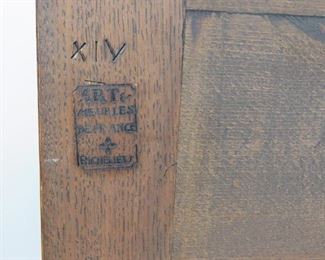 XIV
ART &
MEUBLES
DE FRANCE
RICHELIEU